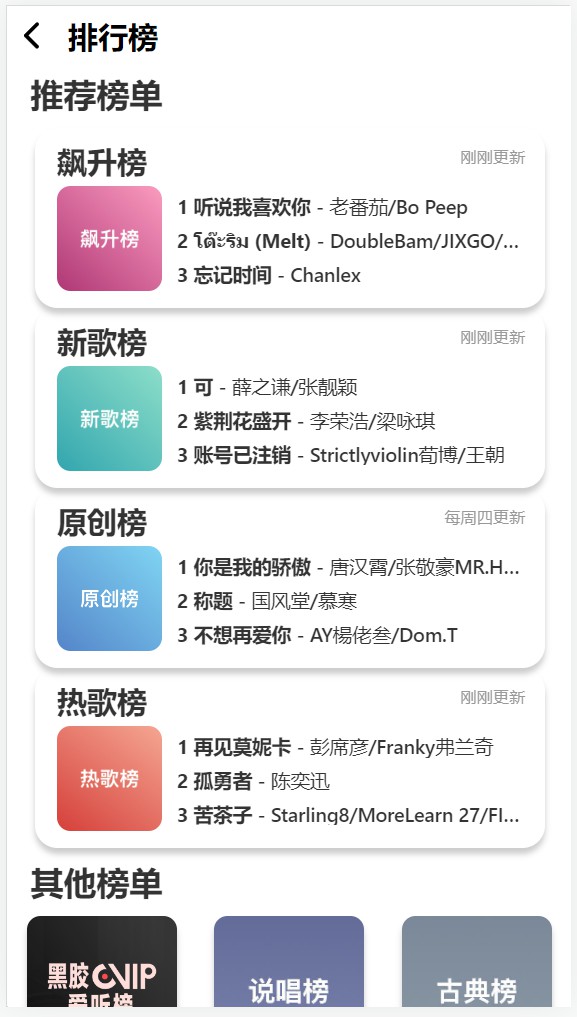 排行榜
推荐榜单
飙升榜
刚刚更新
飙升榜
1 听说我喜欢你 - 老番茄/Bo Peep
2 โต๊ะริม (Melt) - DoubleBam/JIXGO/...
3 忘记时间 - Chanlex
新歌榜
刚刚更新
新歌榜
1 可 - 薛之谦/张靓颖
2 紫荆花盛开 - 李荣浩/梁咏琪
3 账号已注销 - Strictlyviolin荀博/王朝
原创榜
每周四更新
原创榜
1 你是我的骄傲 - 唐汉霄/张敬豪MR.H...
2 称题 - 国风堂/慕寒
3 不想再爱你 - AY楊佬叁/Dom.T
热歌榜
刚刚更新
热歌榜
1 再见莫妮卡 - 彭席彦/Franky弗兰奇
2 孤勇者 - 陈奕迅
3 苦茶子 - Starling8/MoreLearn 27/FI...
其他榜单
黑胶VIP
爱听榜
说唱榜
古典榜